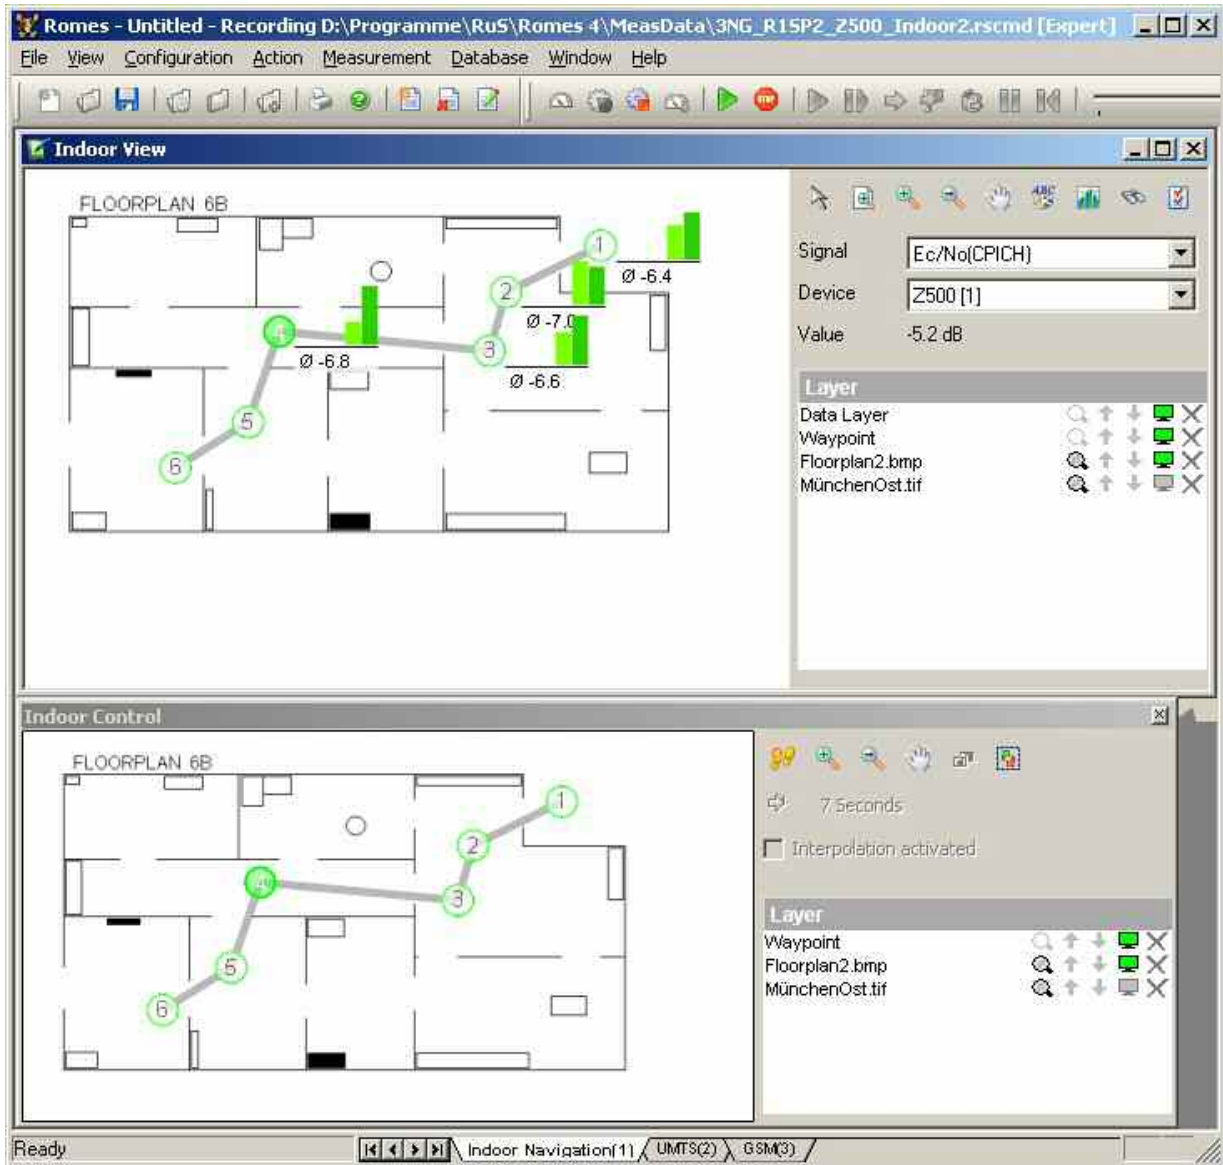 Romes - Untitled - Recording D:\Programme\RuS\Romes 4\MeasData\3NG_R1SP2_Z500_Indoor2.rscmd [Expert]
File View Configuration Action Measurement Database Window Help
Indoor View
FLOORPLAN 6B
1
Ø -6.4
2
Ø -7.0
3
Ø -6.8
Ø -6.6
5
6
ABC
Signal Ec/No(CPICH)
Device Z500 [1]
Value -5.2 dB
Layer
Data Layer
Waypoint
Floorplan2.bmp
MünchenOst.tif
Indoor Control
FLOORPLAN 6B
1
2
3
5
6
7 Seconds
Interpolation activated
Layer
Waypoint
Floorplan2.bmp
MünchenOst.tif
Ready Indoor Navigation(1) UMTS(2) GSM(3)